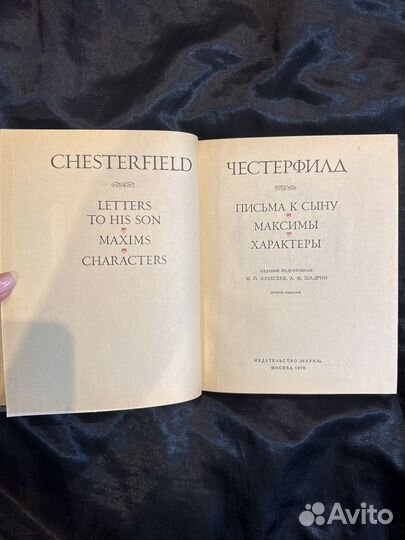 CHESTERFIELD
LETTERS
TO HIS SON
MAXIMS
CHARACTERS
ЧЕСТЕРФИЛД
ПИСЬМА К СЫНУ
МАКСИМЫ
ХАРАКТЕРЫ
ИЗДАНИЕ ПОДГОТОВИЛИ
М. П. АЛЕКСЕЕВ, А. М. ШАДРИН
ВТОРОЕ ИЗДАНИЕ
ИЗДАТЕЛЬСТВО «НАУКА»
МОСКВА 1978
Avito